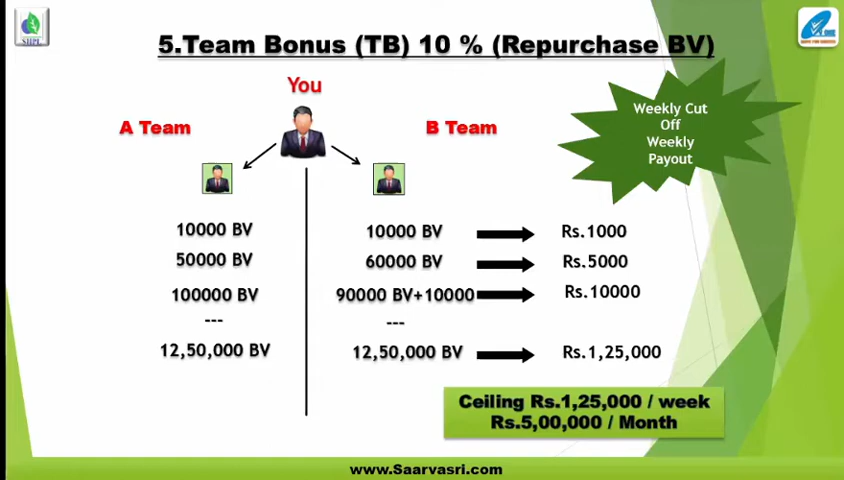 5.Team Bonus (TB) 10 % (Repurchase BV)
You
A Team
B Team
Weekly Cut
Off
Weekly
Payout
10000 BV 10000 BV Rs.1000
50000 BV 60000 BV Rs.5000
100000 BV 90000 BV+10000 Rs.10000
--- ---
12,50,000 BV 12,50,000 BV Rs.1,25,000
Ceiling Rs.1,25,000 / week
Rs.5,00,000 / Month
www.Saarvasri.com